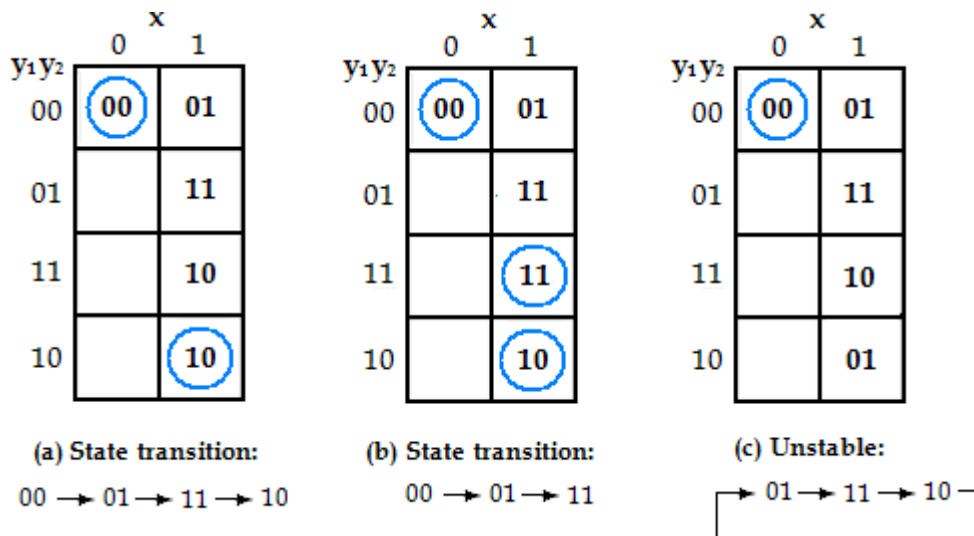 x
0 1
y₁y₂
00 00 01
01 11
11 10
10 10
(a) State transition:
00 → 01 → 11 → 10
x
0 1
y₁y₂
00 00 01
01 11
11 11
10 10
(b) State transition:
00 → 01 → 11
x
0 1
y₁y₂
00 00 01
01 11
11 10
10 01
(c) Unstable:
→ 01 → 11 → 10